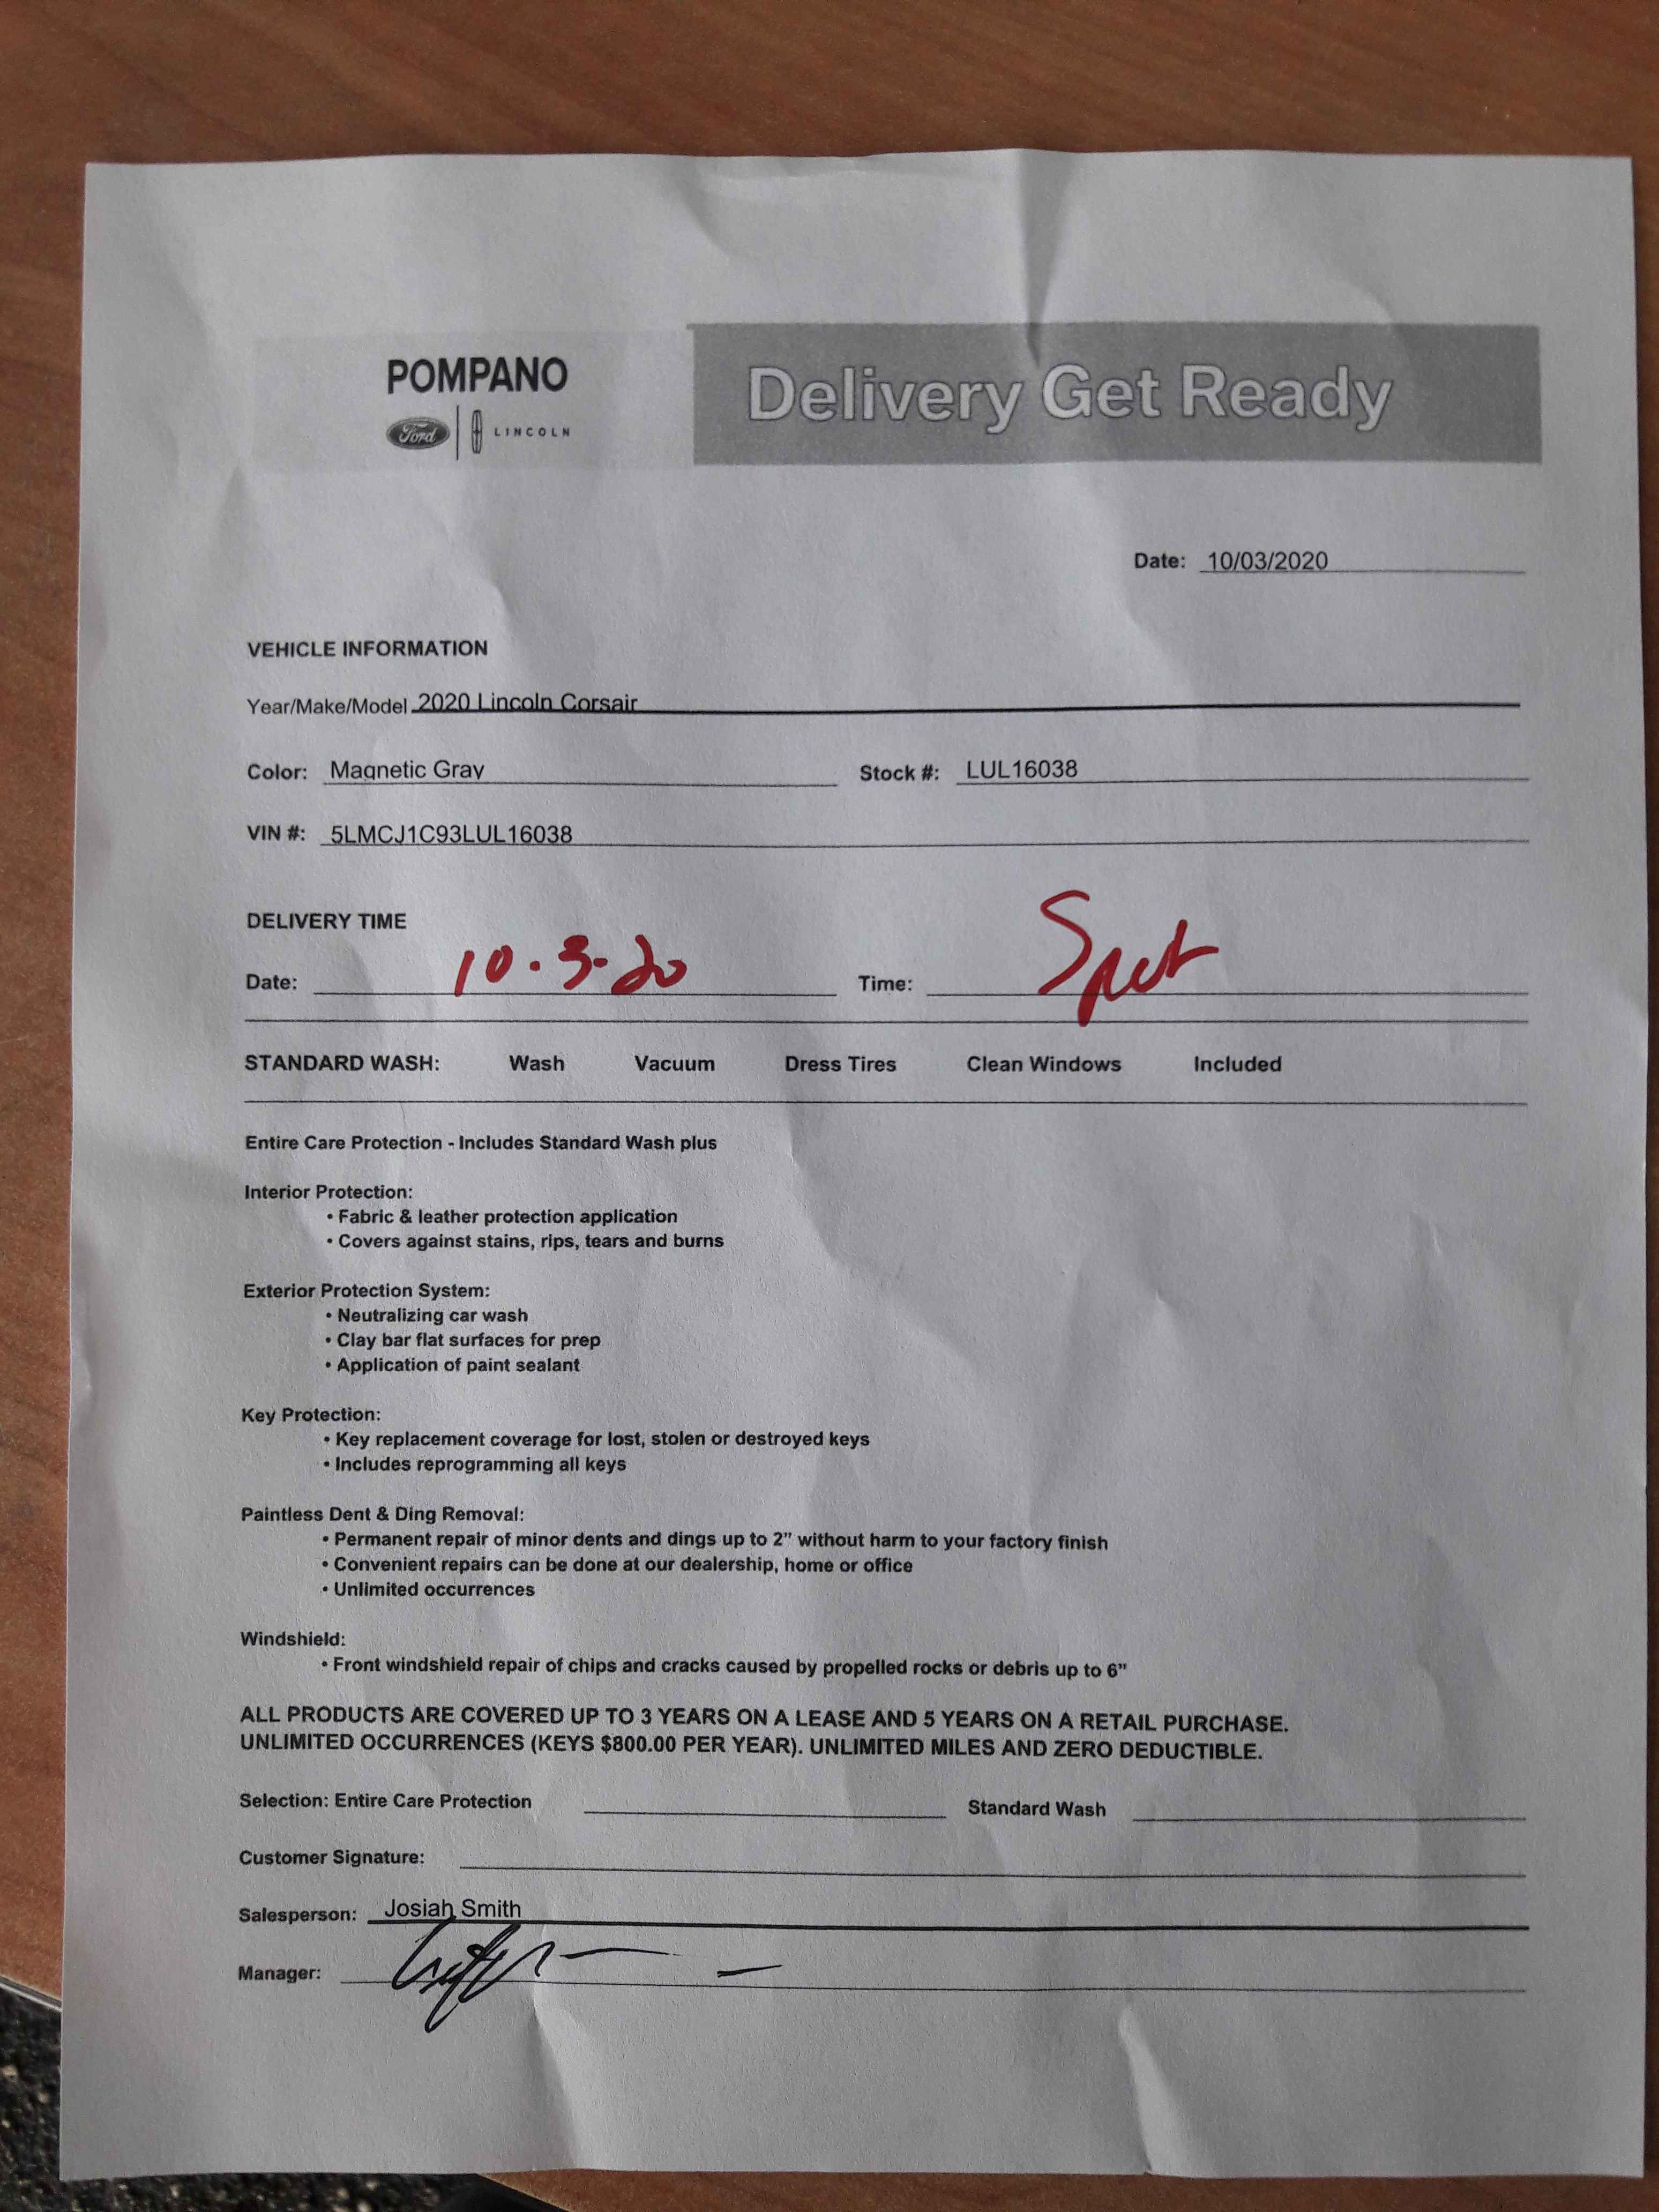 POMPANO
Ford LINCOLN
Delivery Get Ready
Date: 10/03/2020
VEHICLE INFORMATION
Year/Make/Model 2020 Lincoln Corsair
Color: Magnetic Gray Stock #: LUL16038
VIN #: 5LMCJ1C93LUL16038
DELIVERY TIME
Date: 10.3.20 Time: Spot
STANDARD WASH: Wash Vacuum Dress Tires Clean Windows Included
Entire Care Protection - Includes Standard Wash plus
Interior Protection:
• Fabric & leather protection application
• Covers against stains, rips, tears and burns
Exterior Protection System:
• Neutralizing car wash
• Clay bar flat surfaces for prep
• Application of paint sealant
Key Protection:
• Key replacement coverage for lost, stolen or destroyed keys
• Includes reprogramming all keys
Paintless Dent & Ding Removal:
• Permanent repair of minor dents and dings up to 2" without harm to your factory finish
• Convenient repairs can be done at our dealership, home or office
• Unlimited occurrences
Windshield:
• Front windshield repair of chips and cracks caused by propelled rocks or debris up to 6"
ALL PRODUCTS ARE COVERED UP TO 3 YEARS ON A LEASE AND 5 YEARS ON A RETAIL PURCHASE.
UNLIMITED OCCURRENCES (KEYS $800.00 PER YEAR). UNLIMITED MILES AND ZERO DEDUCTIBLE.
Selection: Entire Care Protection Standard Wash
Customer Signature:
Salesperson: Josiah Smith
Manager: